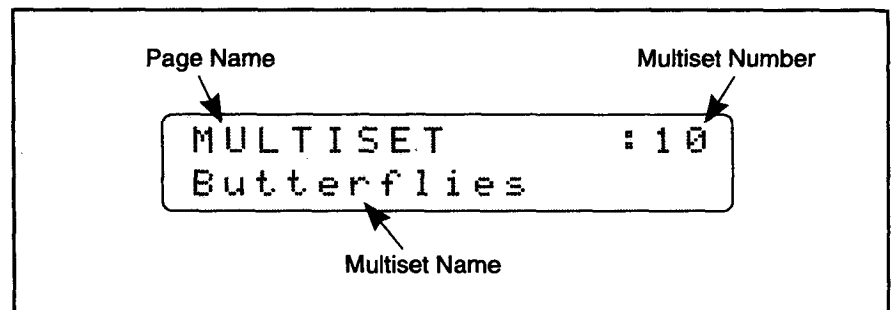 Page Name Multiset Number
MULTISET :10
Butterflies
Multiset Name